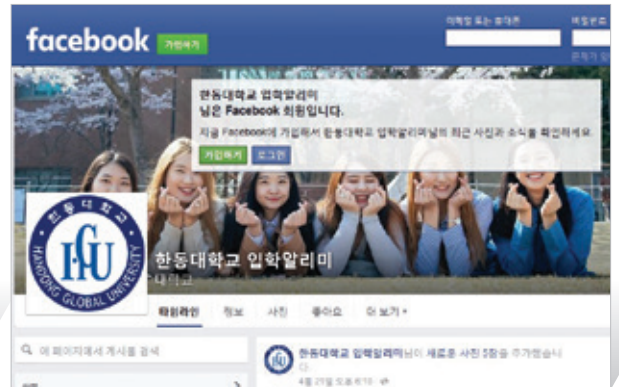 facebook 가입하기
이메일 또는 휴대폰
비밀번호
한동대학교 입학알리미
님은 Facebook 회원입니다.
지금 Facebook에 가입해서 한동대학교 입학알리미님의 최근 사진과 소식을 확인하세요.
가입하기 로그인
한동대학교
HGU
HANDONG GLOBAL UNIVERSITY
한동대학교 입학알리미
대학교
타임라인 정보 사진 좋아요 더 보기
이 페이지에서 게시물 검색
한동대학교 입학알리미님이 새로운 사진 5장을 추가했습니
다.